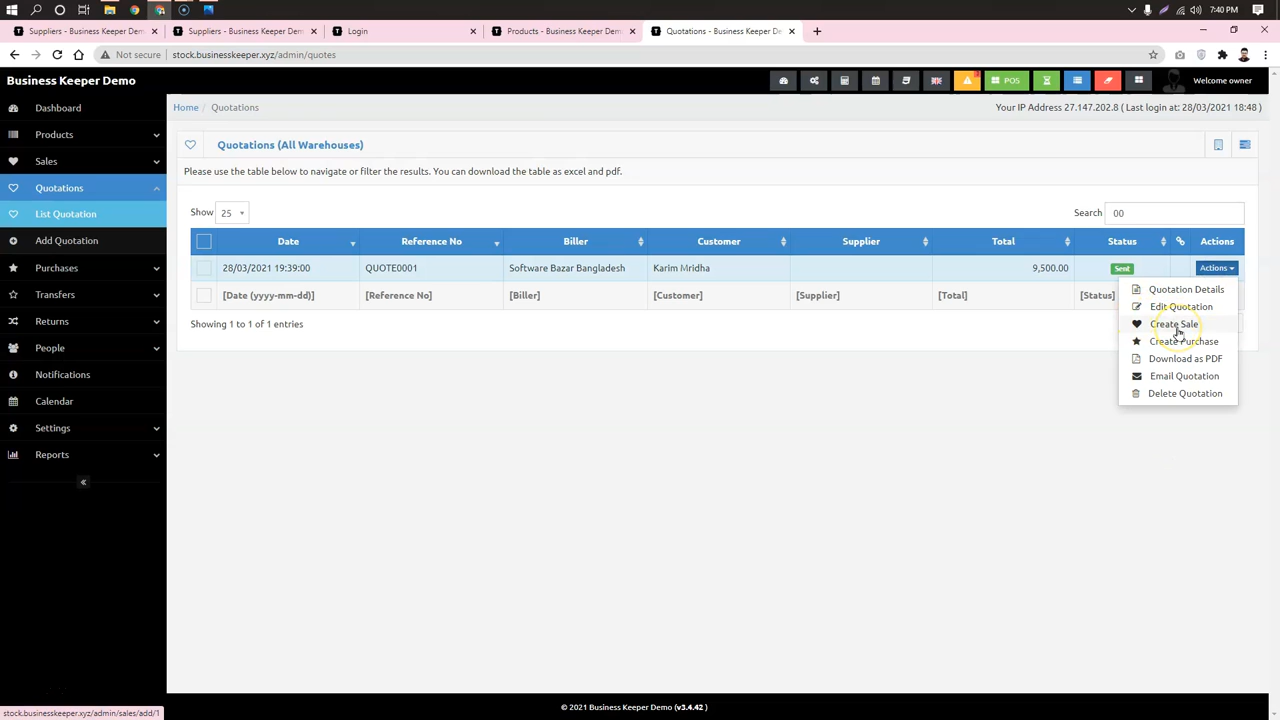 7:40 PM
Suppliers - Business Keeper Demo
Suppliers - Business Keeper Demo
Login
Products - Business Keeper Demo
Quotations - Business Keeper De
Not secure stock.businesskeeper.xyz/admin/quotes
Business Keeper Demo
POS
Welcome owner
Home / Quotations
Your IP Address 27.147.202.8 ( Last login at: 28/03/2021 18:48 )
Dashboard
Products
Sales
Quotations
List Quotation
Add Quotation
Purchases
Transfers
Returns
People
Notifications
Calendar
Settings
Reports
Quotations (All Warehouses)
Please use the table below to navigate or filter the results. You can download the table as excel and pdf.
Show 25
Search 00
Date Reference No Biller Customer Supplier Total Status Actions
28/03/2021 19:39:00 QUOTE0001 Software Bazar Bangladesh Karim Mridha 9,500.00 Sent Actions
[Date (yyyy-mm-dd)] [Reference No] [Biller] [Customer] [Supplier] [Total] [Status]
Showing 1 to 1 of 1 entries
Quotation Details
Edit Quotation
Create Sale
Create Purchase
Download as PDF
Email Quotation
Delete Quotation
© 2021 Business Keeper Demo (v3.4.42 )
stock.businesskeeper.xyz/admin/sales/add/1